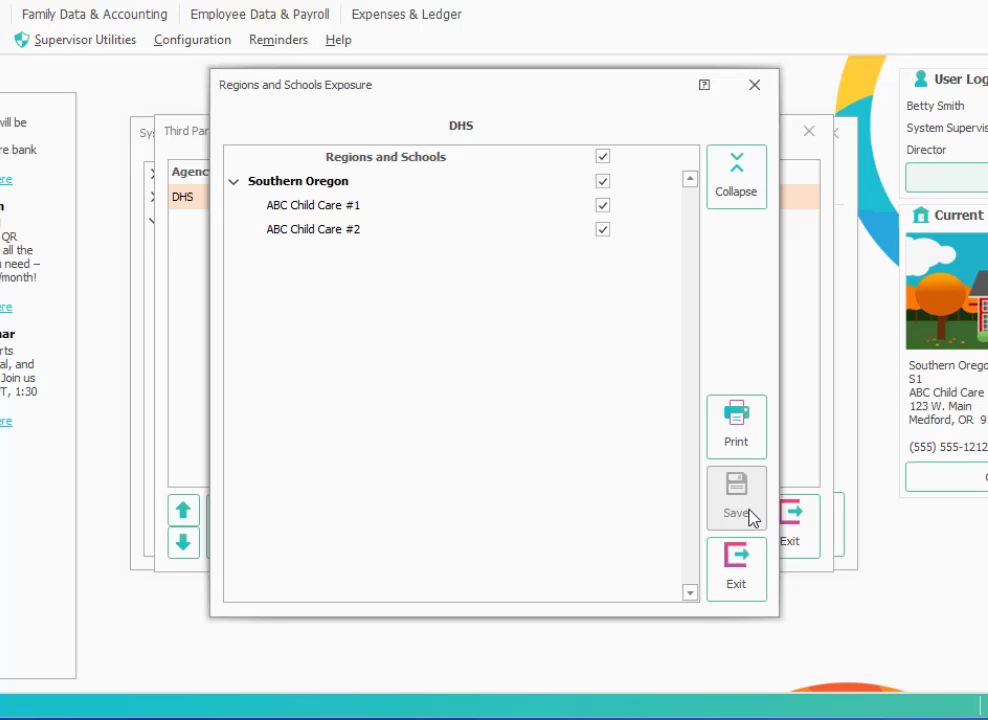 Family Data & Accounting
Employee Data & Payroll
Expenses & Ledger
Supervisor Utilities
Configuration
Reminders
Help
will be
re bank
ere
n
QR
all the
need –
/month!
ere
ar
rts
al, and
Join us
T, 1:30
ere
Sys
Third Par
Agenc
DHS
Exit
Regions and Schools Exposure
DHS
Regions and Schools
Southern Oregon
ABC Child Care #1
ABC Child Care #2
Collapse
Print
Save
Exit
User Log
Betty Smith
System Supervis
Director
Current
Southern Orego
S1
ABC Child Care
123 W. Main
Medford, OR 9
(555) 555-1212